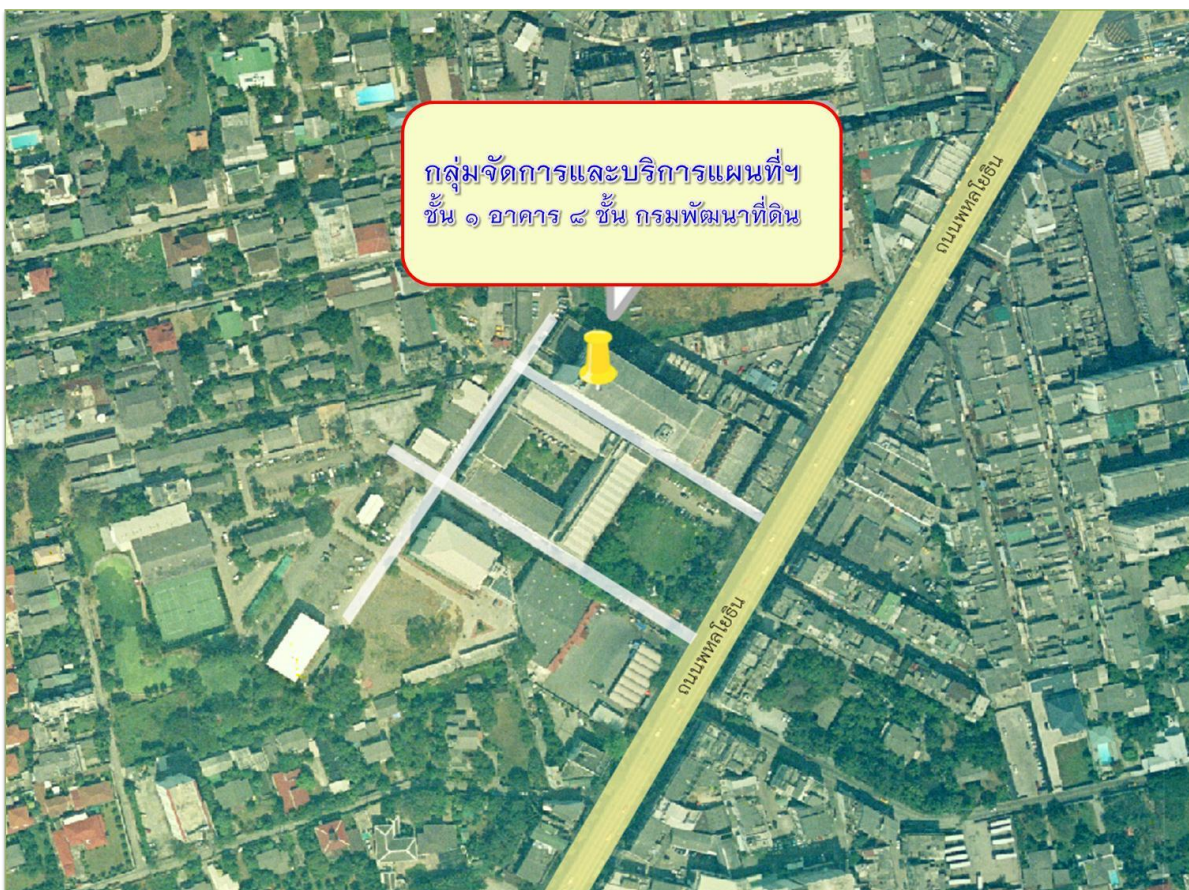 กลุ่มจัดการและบริการแผนที่ฯ
ชั้น ๑ อาคาร ๘ ชั้น กรมพัฒนาที่ดิน
ถนนพหลโยธิน
ถนนพหลโยธิน